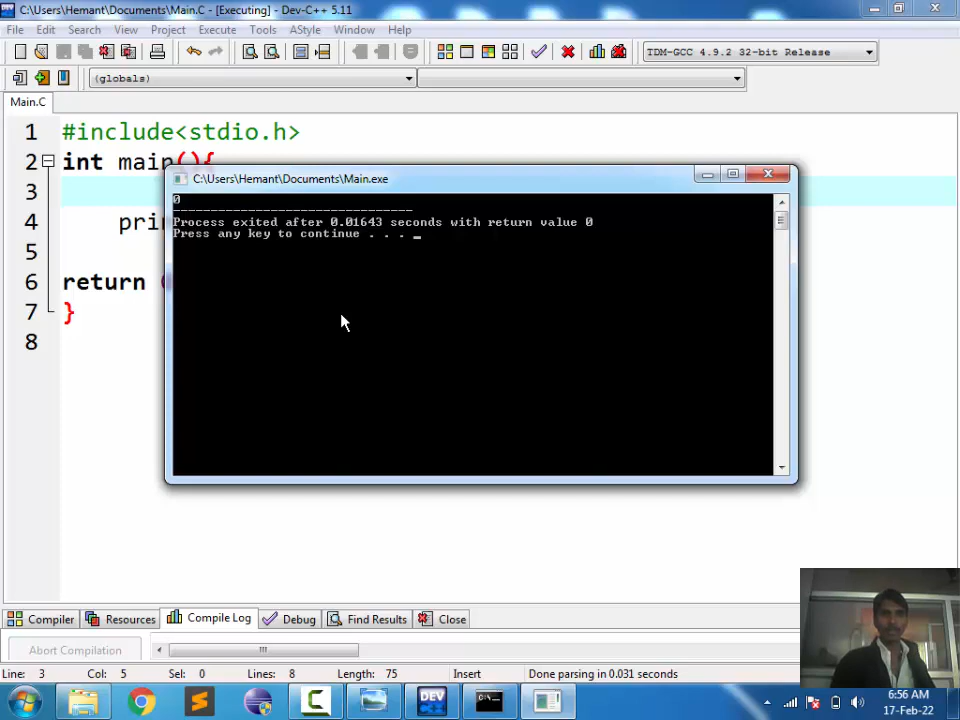 C:\Users\Hemant\Documents\Main.C - [Executing] - Dev-C++ 5.11
File Edit Search View Project Execute Tools AStyle Window Help
TDM-GCC 4.9.2 32-bit Release
(globals)
Main.C
1 #include<stdio.h>
2 int main(){
C:\Users\Hemant\Documents\Main.exe
0
--------------------------------
Process exited after 0.01643 seconds with return value 0
Press any key to continue . . . _
3
4 prin
5
6 return
7 }
8
Compiler Resources Compile Log Debug Find Results Close
Abort Compilation
Line: 3 Col: 5 Sel: 0 Lines: 8 Length: 75 Insert Done parsing in 0.031 seconds
DEV C++
C:\.
6:56 AM
17-Feb-22